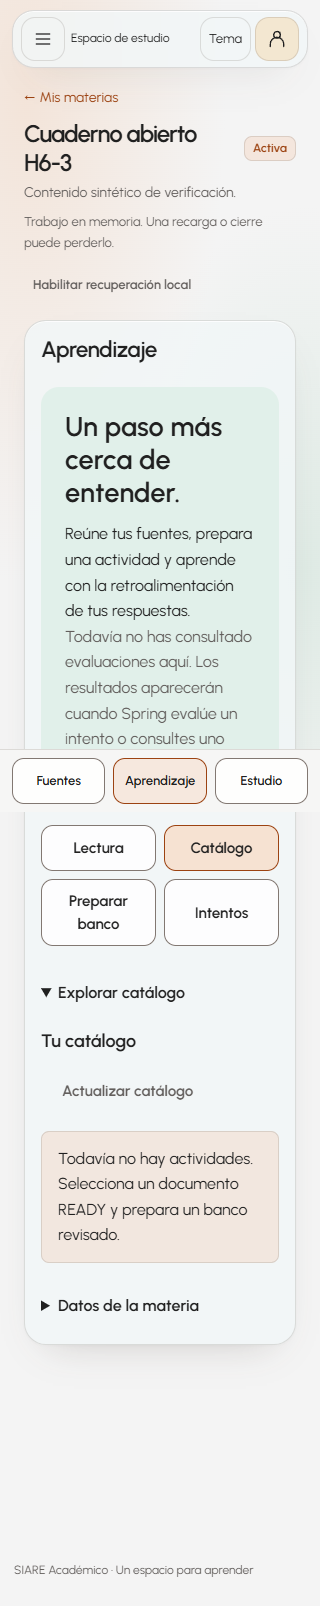 Espacio de estudio
Tema
← Mis materias
Cuaderno abierto
H6-3
Activa
Contenido sintético de verificación.
Trabajo en memoria. Una recarga o cierre
puede perderlo.
Habilitar recuperación local
Aprendizaje
Un paso más
cerca de
entender.
Reúne tus fuentes, prepara
una actividad y aprende
con la retroalimentación
de tus respuestas.
Todavía no has consultado
evaluaciones aquí. Los
resultados aparecerán
cuando Spring evalúe un
intento o consultes uno
Fuentes
Aprendizaje
Estudio
Lectura
Catálogo
Preparar
banco
Intentos
▼ Explorar catálogo
Tu catálogo
Actualizar catálogo
Todavía no hay actividades.
Selecciona un documento
READY y prepara un banco
revisado.
▶ Datos de la materia
SIARE Académico · Un espacio para aprender